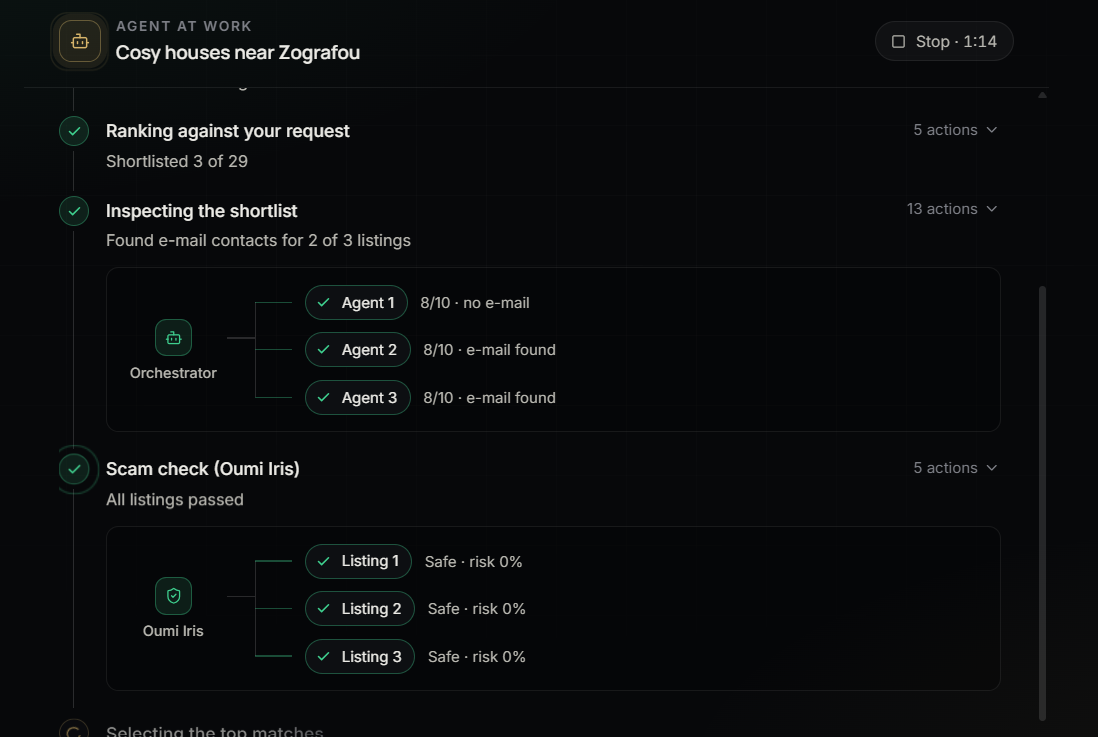 AGENT AT WORK
Cosy houses near Zografou
Stop · 1:14
Ranking against your request
5 actions
Shortlisted 3 of 29
Inspecting the shortlist
13 actions
Found e-mail contacts for 2 of 3 listings
Agent 1 8/10 · no e-mail
Agent 2 8/10 · e-mail found
Orchestrator
Agent 3 8/10 · e-mail found
Scam check (Oumi Iris)
5 actions
All listings passed
Listing 1 Safe · risk 0%
Listing 2 Safe · risk 0%
Oumi Iris
Listing 3 Safe · risk 0%
Selecting the top matches